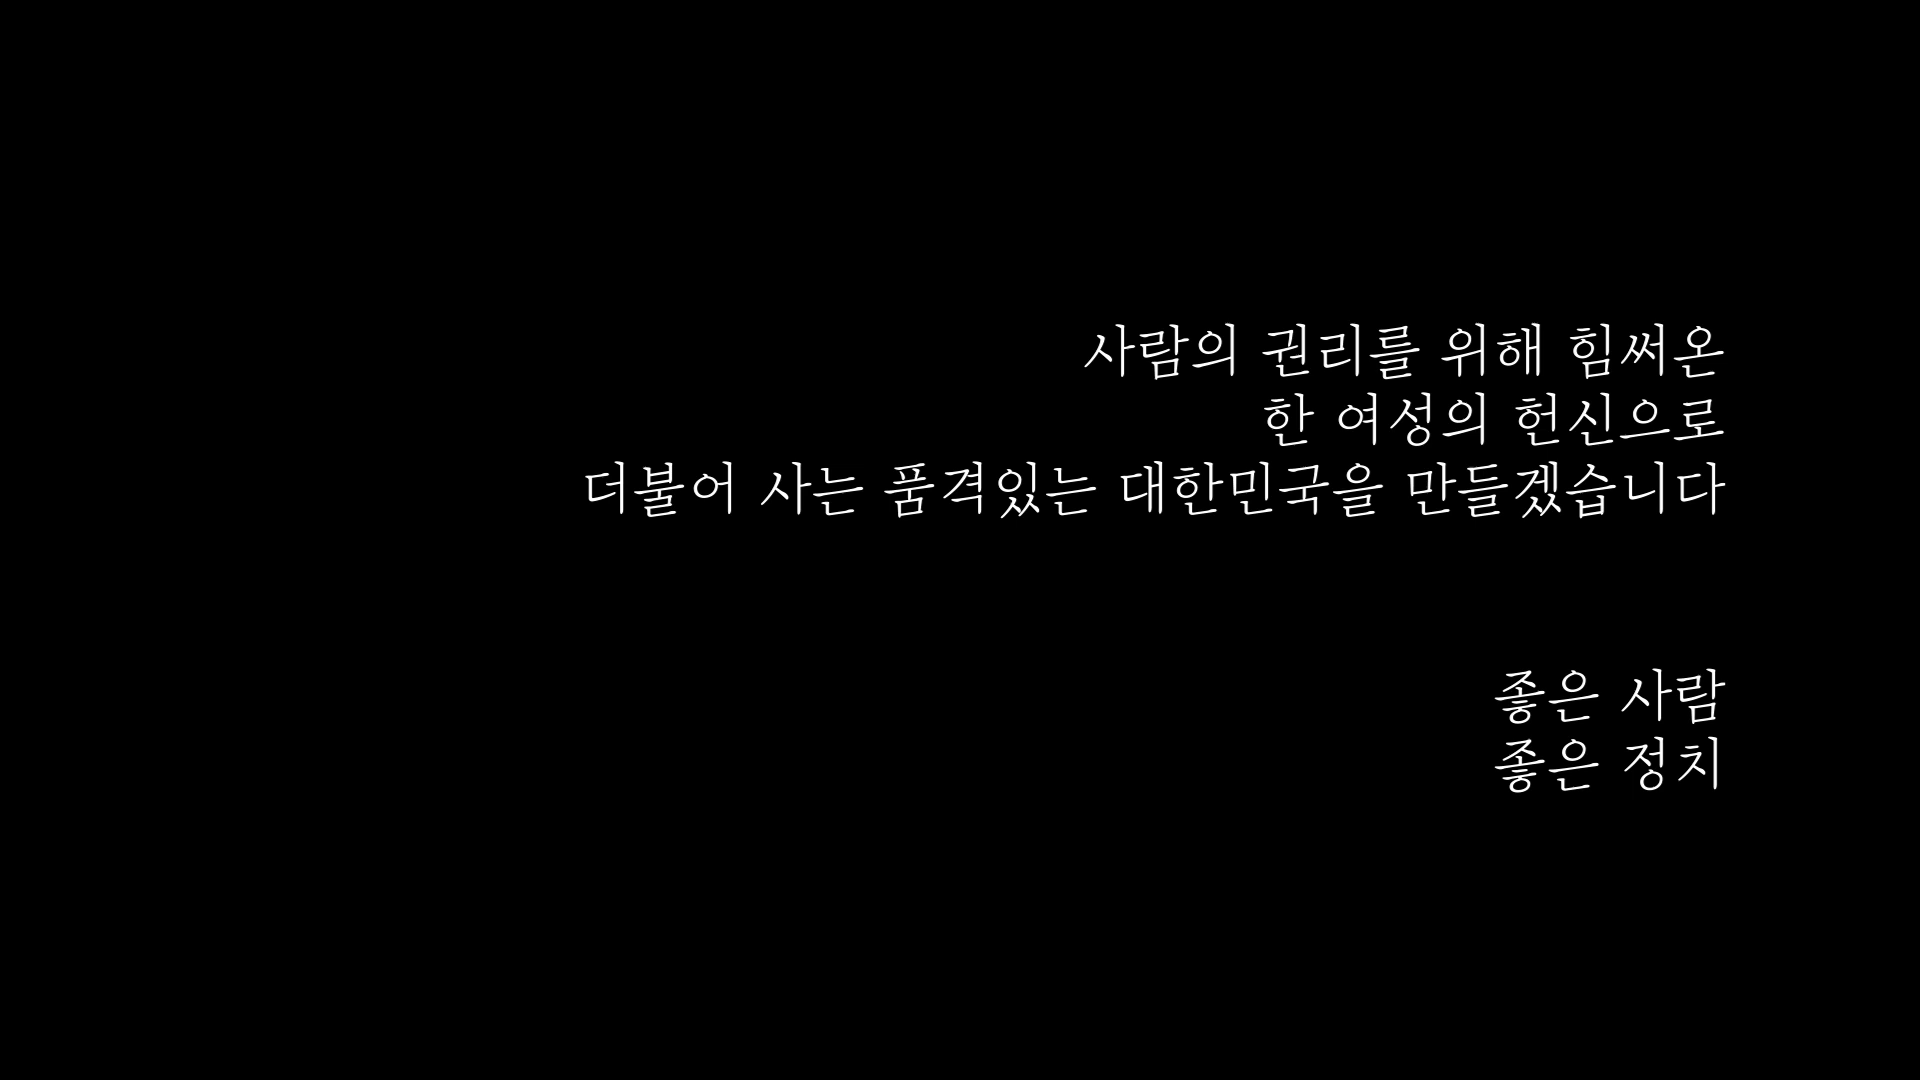 사람의 권리를 위해 힘써온
한 여성의 헌신으로
더불어 사는 품격있는 대한민국을 만들겠습니다
좋은 사람
좋은 정치